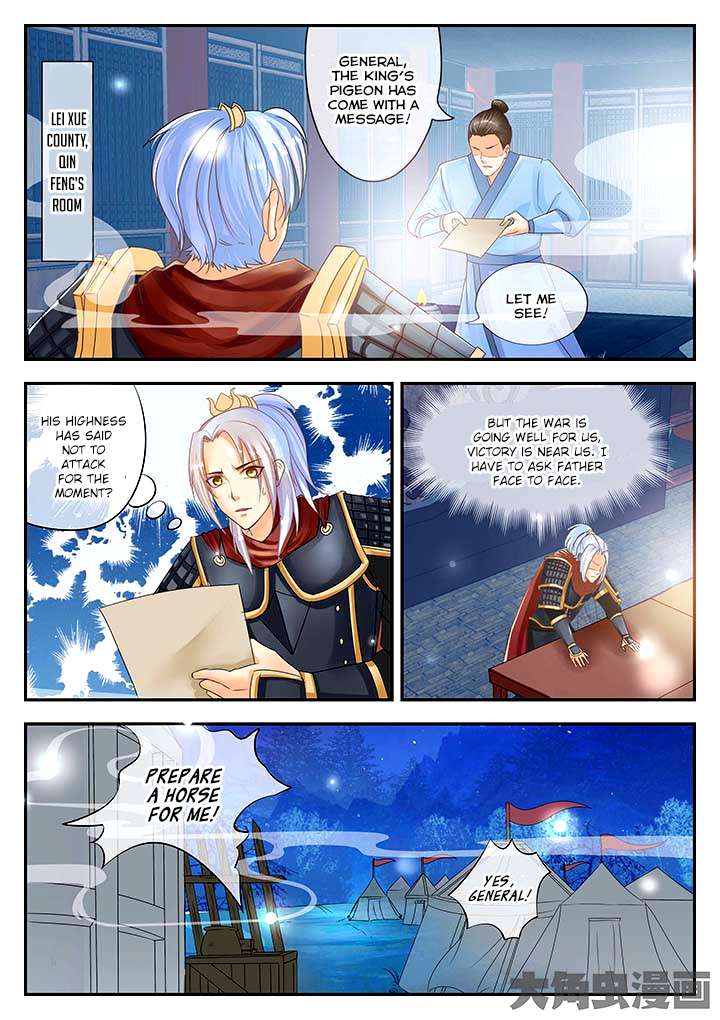 LEI XUE
COUNTY,
QIN
FENG'S
ROOM
GENERAL,
THE KING'S
PIGEON HAS
COME WITH A
MESSAGE!
LET ME
SEE!
HIS HIGHNESS
HAS SAID
NOT TO
ATTACK
FOR THE
MOMENT?
BUT THE WAR IS
GOING WELL FOR US,
VICTORY IS NEAR US. I
HAVE TO ASK FATHER
FACE TO FACE.
PREPARE
A HORSE
FOR ME!
YES,
GENERAL!
大角虫漫画